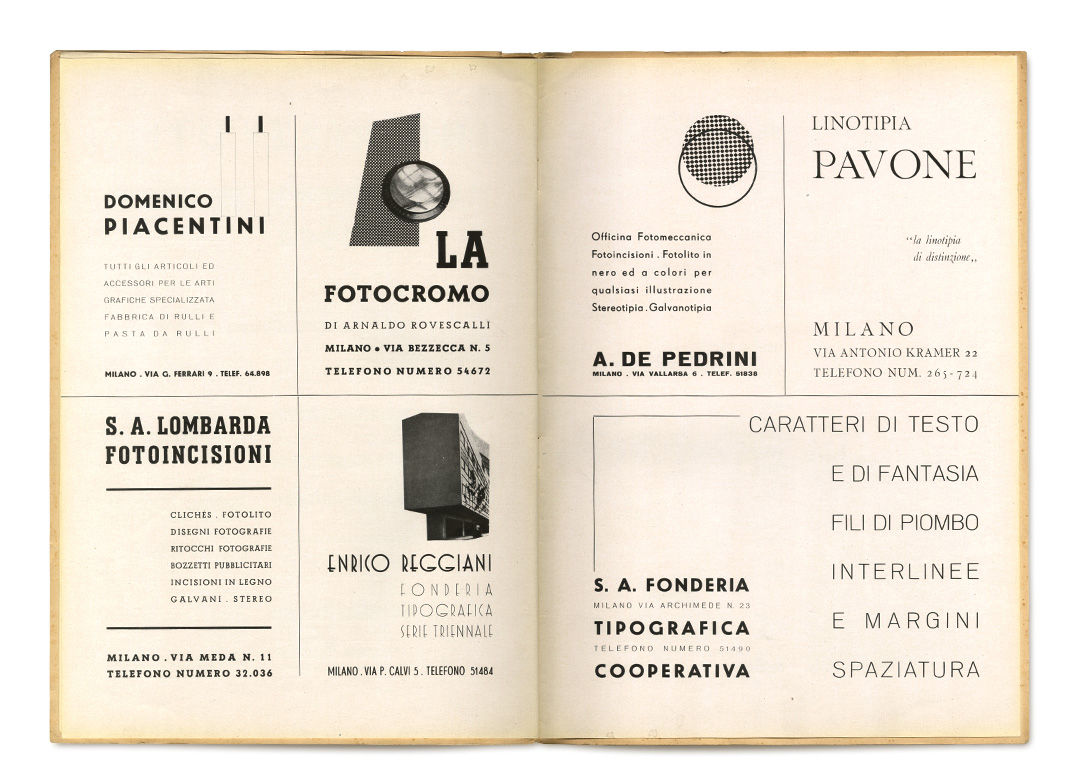 DOMENICO
PIACENTINI
TUTTI GLI ARTICOLI ED
ACCESSORI PER LE ARTI
GRAFICHE SPECIALIZZATA
FABBRICA DI RULLI E
PASTA DA RULLI
MILANO . VIA G. FERRARI 9 . TELEF. 64.898
LA
FOTOCROMO
DI ARNALDO ROVESCALLI
MILANO • VIA BEZZECCA N. 5
TELEFONO NUMERO 54672
S. A. LOMBARDA
FOTOINCISIONI
CLICHÉS . FOTOLITO
DISEGNI FOTOGRAFIE
RITOCCHI FOTOGRAFIE
BOZZETTI PUBBLICITARI
INCISIONI IN LEGNO
GALVANI . STEREO
MILANO . VIA MEDA N. 11
TELEFONO NUMERO 32.036
ENRICO REGGIANI
FONDERIA
TIPOGRAFICA
SERIE TRIENNALE
MILANO . VIA P. CALVI 5 . TELEFONO 51484
Officina Fotomeccanica
Fotoincisioni . Fotolito in
nero ed a colori per
qualsiasi illustrazione
Stereotipia . Galvanotipia
A. DE PEDRINI
MILANO . VIA VALLARSA 6 . TELEF. 51838
LINOTIPIA
PAVONE
“la linotipia
di distinzione„
MILANO
VIA ANTONIO KRAMER 22
TELEFONO NUM. 265-724
CARATTERI DI TESTO
E DI FANTASIA
FILI DI PIOMBO
INTERLINEE
E MARGINI
SPAZIATURA
S. A. FONDERIA
MILANO VIA ARCHIMEDE N. 23
TIPOGRAFICA
TELEFONO NUMERO 51490
COOPERATIVA